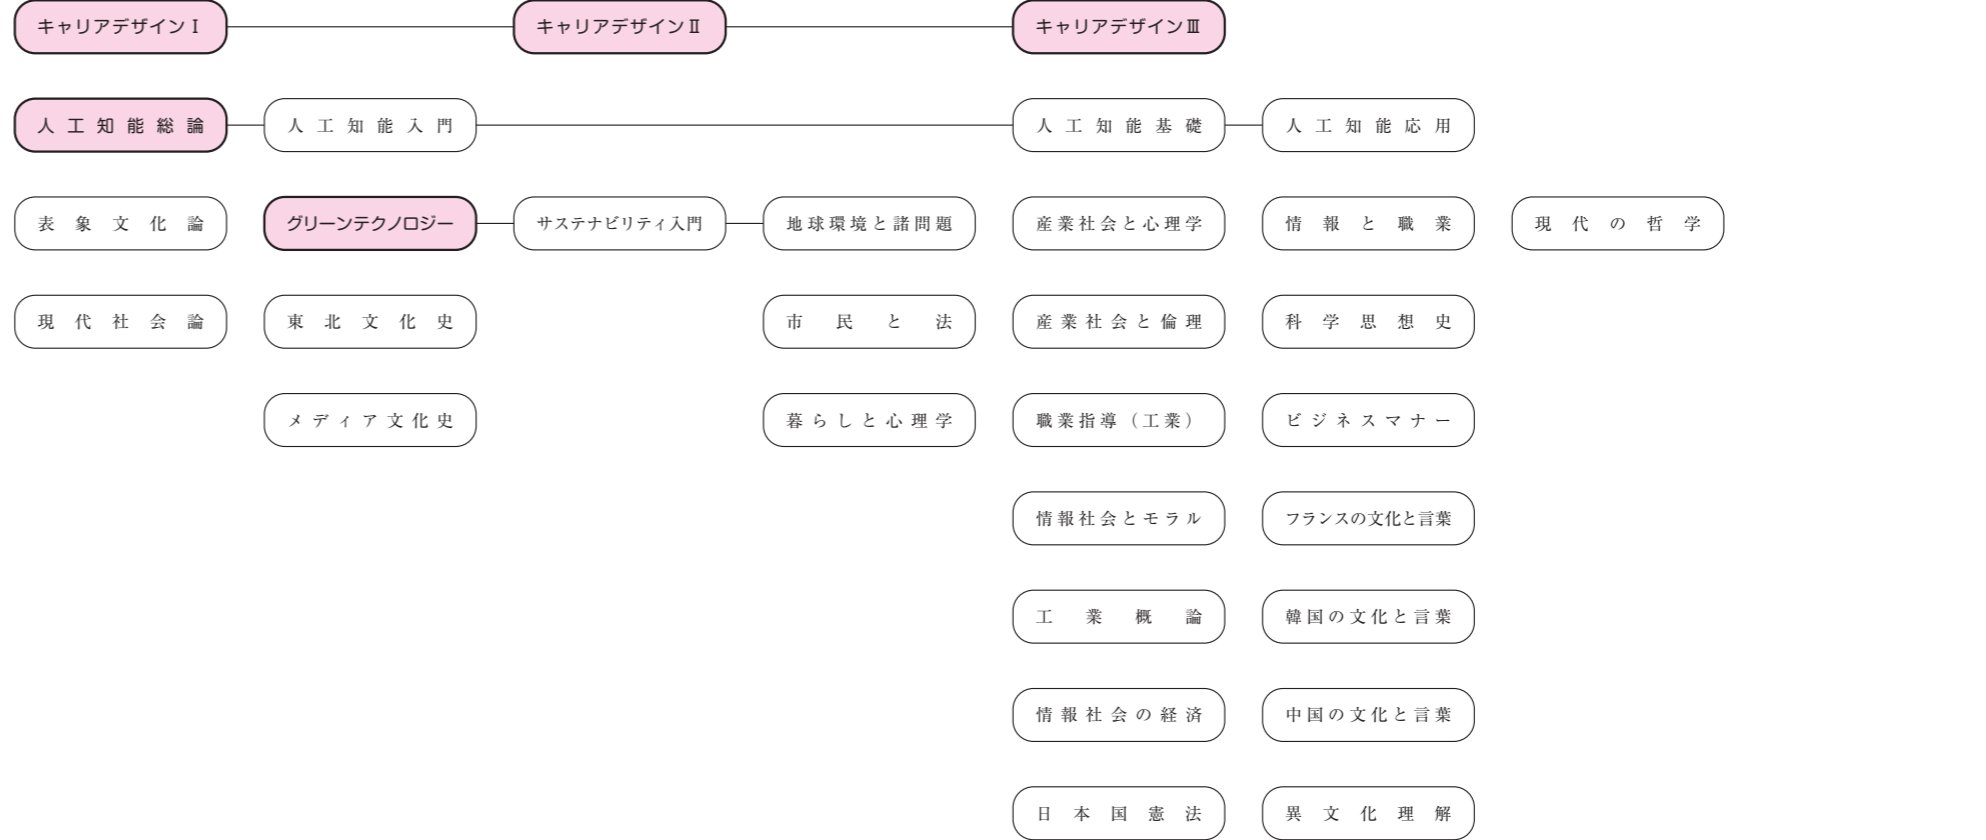 キャリアデザインⅠ
キャリアデザインⅡ
キャリアデザインⅢ
人工知能総論
人工知能入門
人工知能基礎
人工知能応用
表象文化論
グリーンテクノロジー
サステナビリティ入門
地球環境と諸問題
産業社会と心理学
情報と職業
現代の哲学
現代社会論
東北文化史
市民と法
産業社会と倫理
科学思想史
メディア文化史
暮らしと心理学
職業指導（工業）
ビジネスマナー
情報社会とモラル
フランスの文化と言葉
工業概論
韓国の文化と言葉
情報社会の経済
中国の文化と言葉
日本国憲法
異文化理解